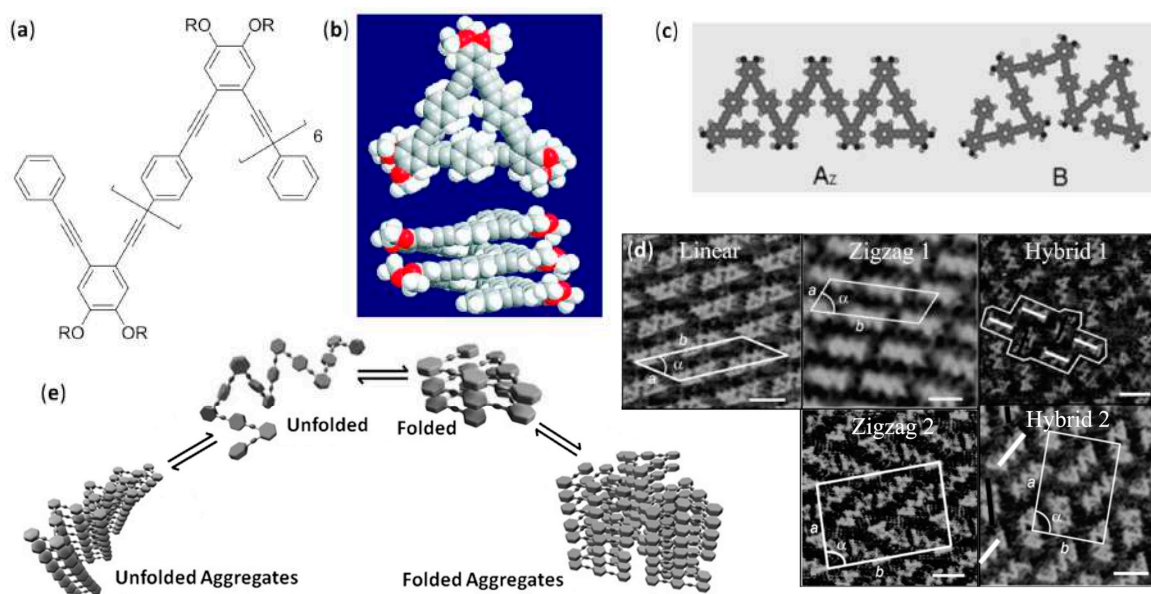 (a)
RO
OR
6
RO
OR
(b)
(c)
Az
B
(d)
Linear
b
α
a
Zigzag 1
a
α
b
Hybrid 1
Zigzag 2
a
α
b
Hybrid 2
a
α
b
(e)
Unfolded
Folded
Unfolded Aggregates
Folded Aggregates